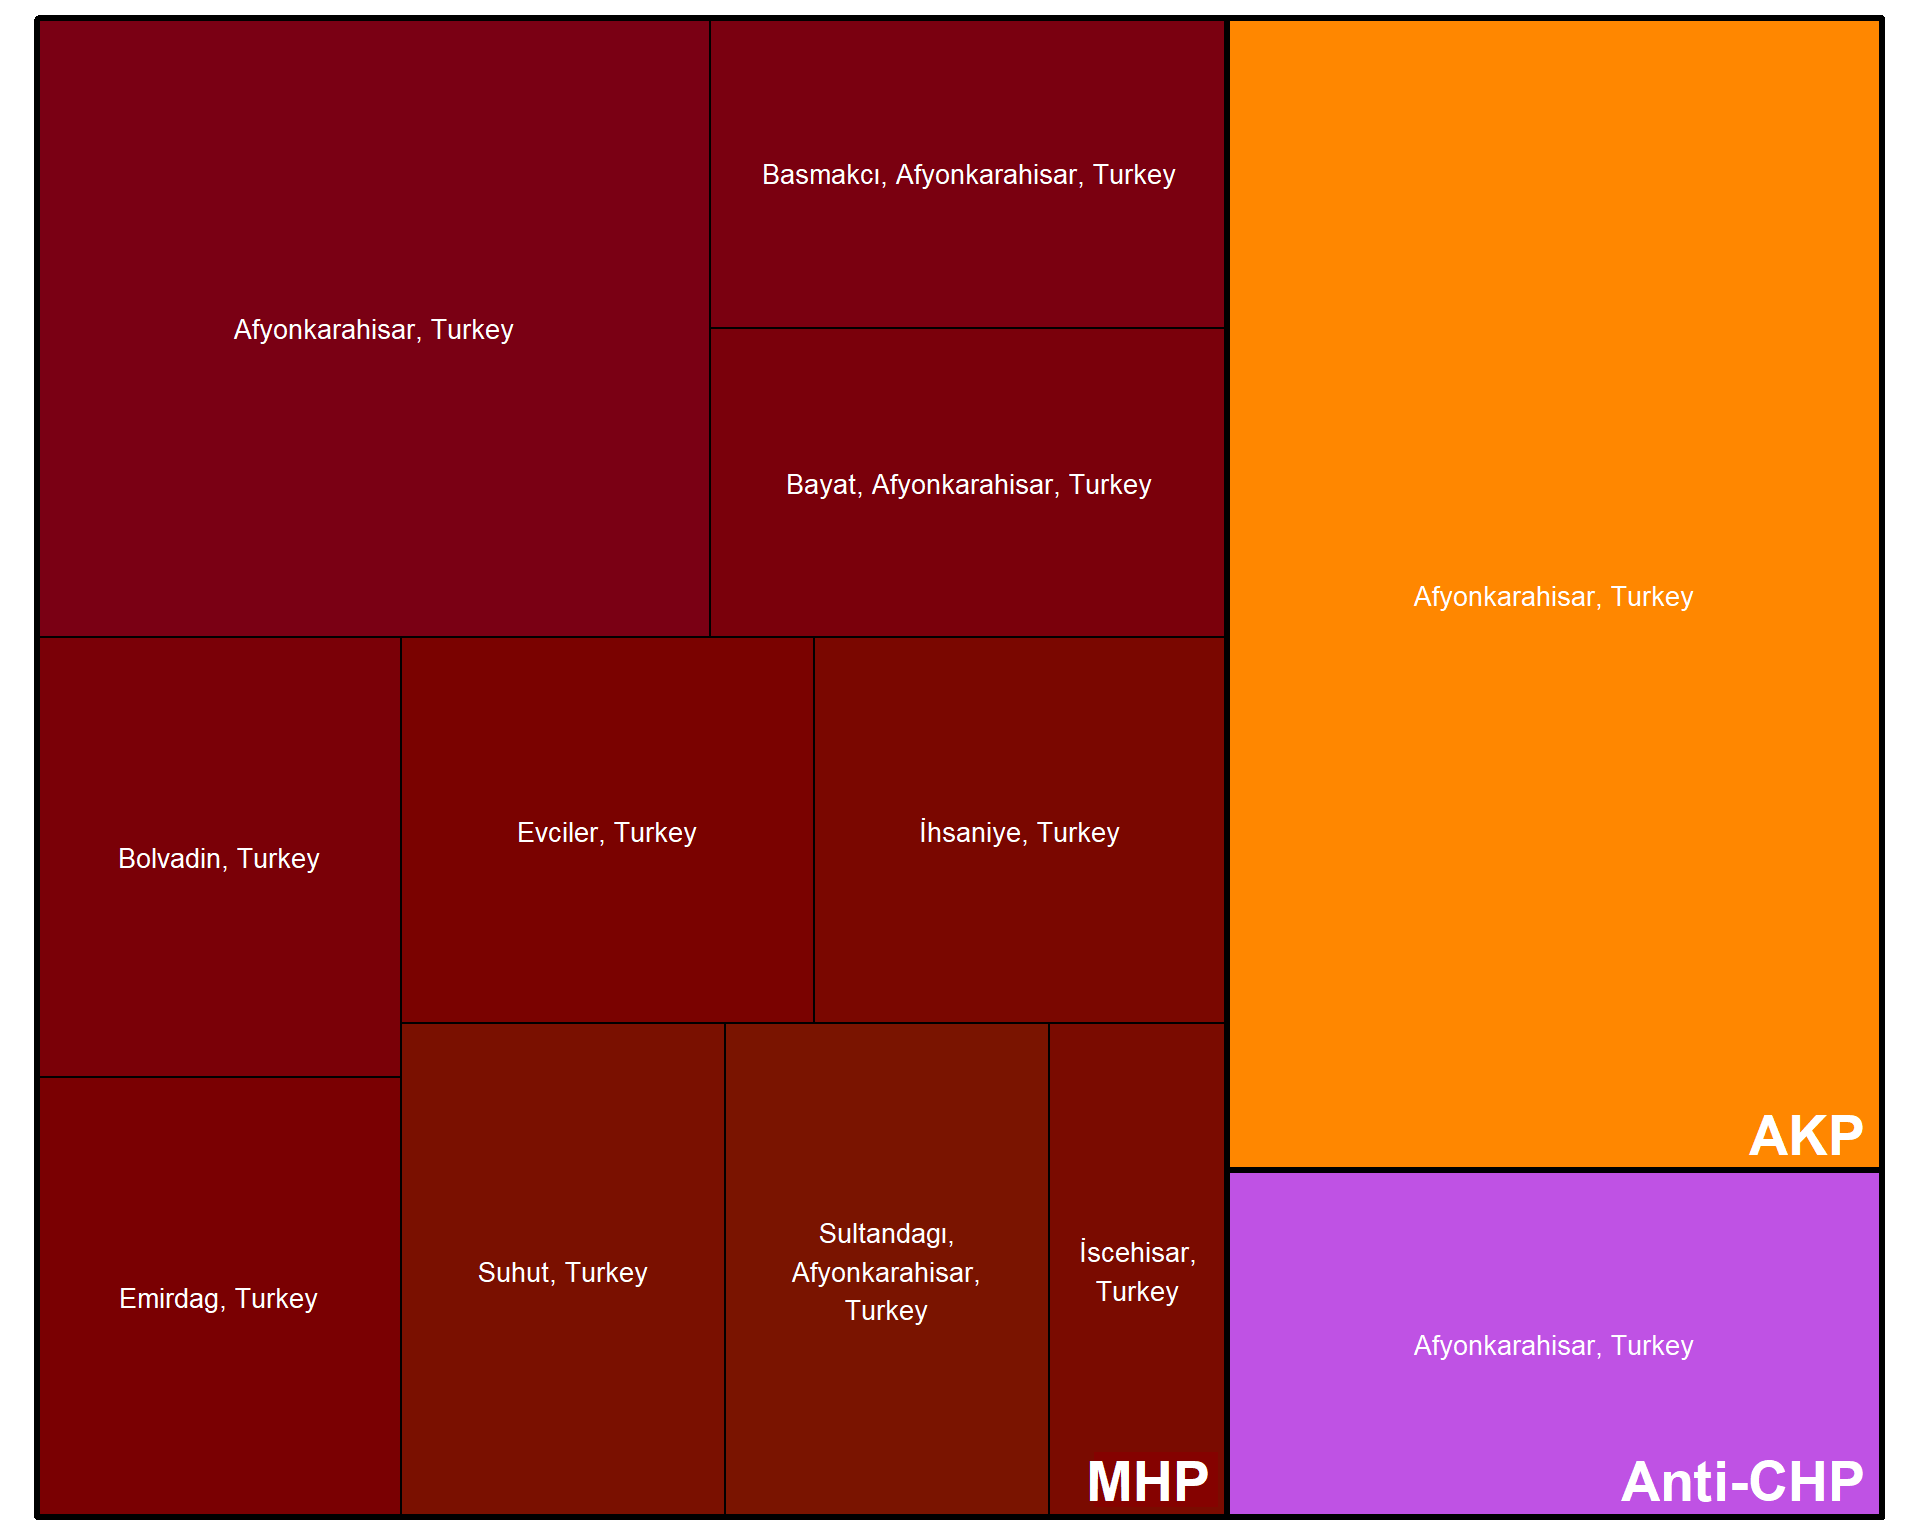 Afyonkarahisar, Turkey
Basmakcı, Afyonkarahisar, Turkey
Bayat, Afyonkarahisar, Turkey
Bolvadin, Turkey
Evciler, Turkey
İhsaniye, Turkey
Emirdag, Turkey
Suhut, Turkey
Sultandagı,
Afyonkarahisar,
Turkey
İscehisar,
Turkey
MHP
Afyonkarahisar, Turkey
AKP
Afyonkarahisar, Turkey
Anti-CHP